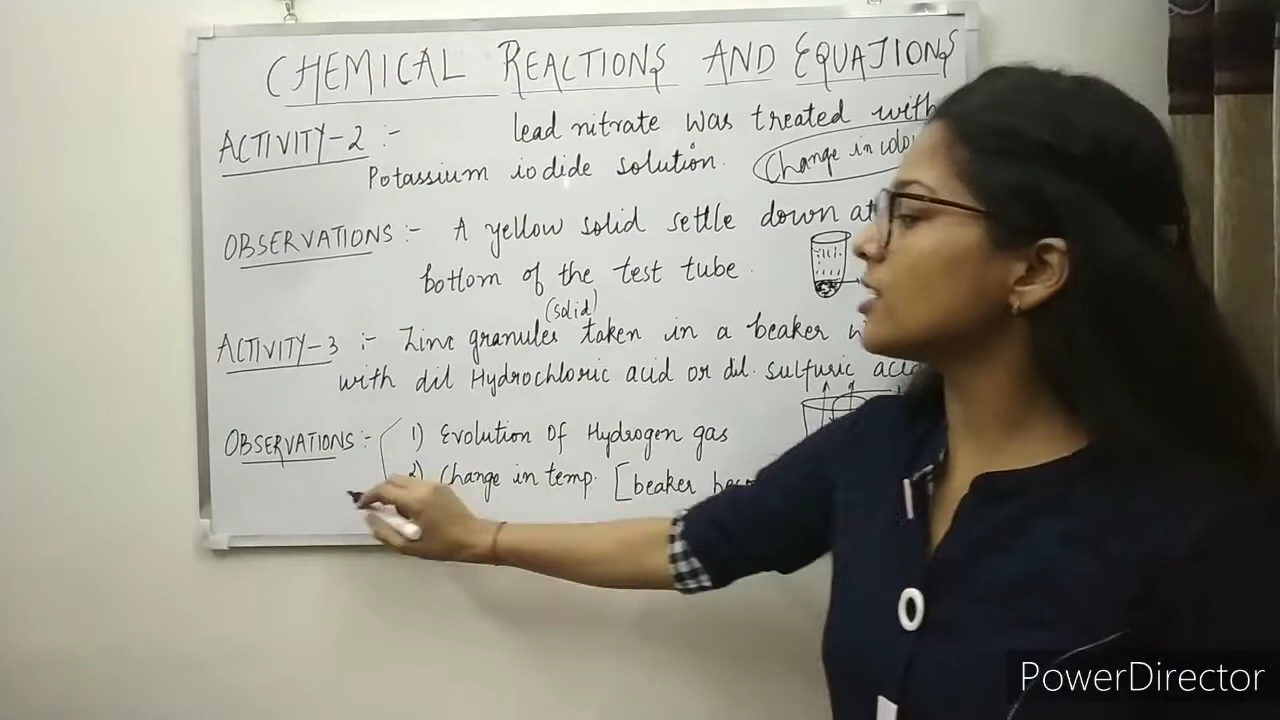 CHEMICAL REACTIONS AND EQUATIONS
ACTIVITY-2 :- lead nitrate was treated with
Potassium iodide solution. (Change in
OBSERVATIONS :- A yellow solid settle down at
bottom of the test tube.
(solid)
ACTIVITY-3 :- Zinc granules taken in a beaker
with dil Hydrochloric acid or dil. sulfuric acid
OBSERVATIONS :- 1) Evolution Of Hydrogen gas
2) Change in temp. [beaker
PowerDirector